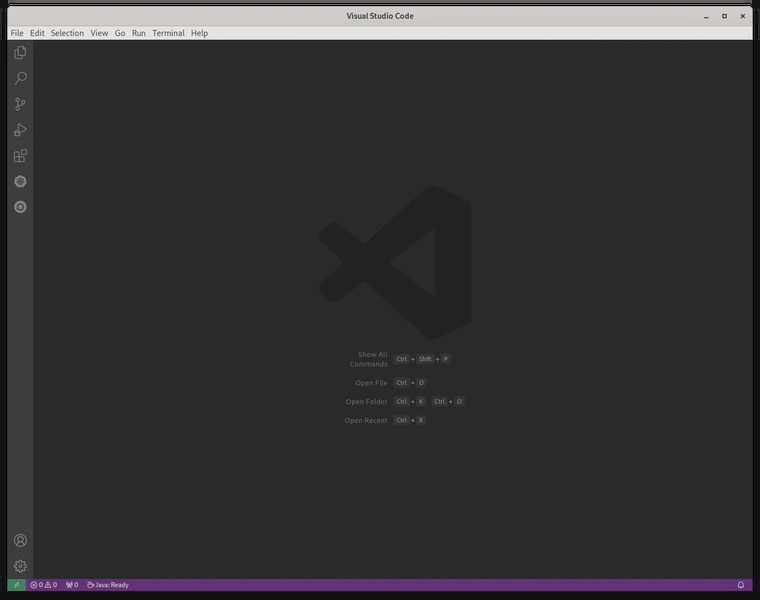 Visual Studio Code
File Edit Selection View Go Run Terminal Help
Show All Commands Ctrl + Shift + P
Open File Ctrl + O
Open Folder Ctrl + K Ctrl + O
Open Recent Ctrl + R
0 0 0 Java: Ready